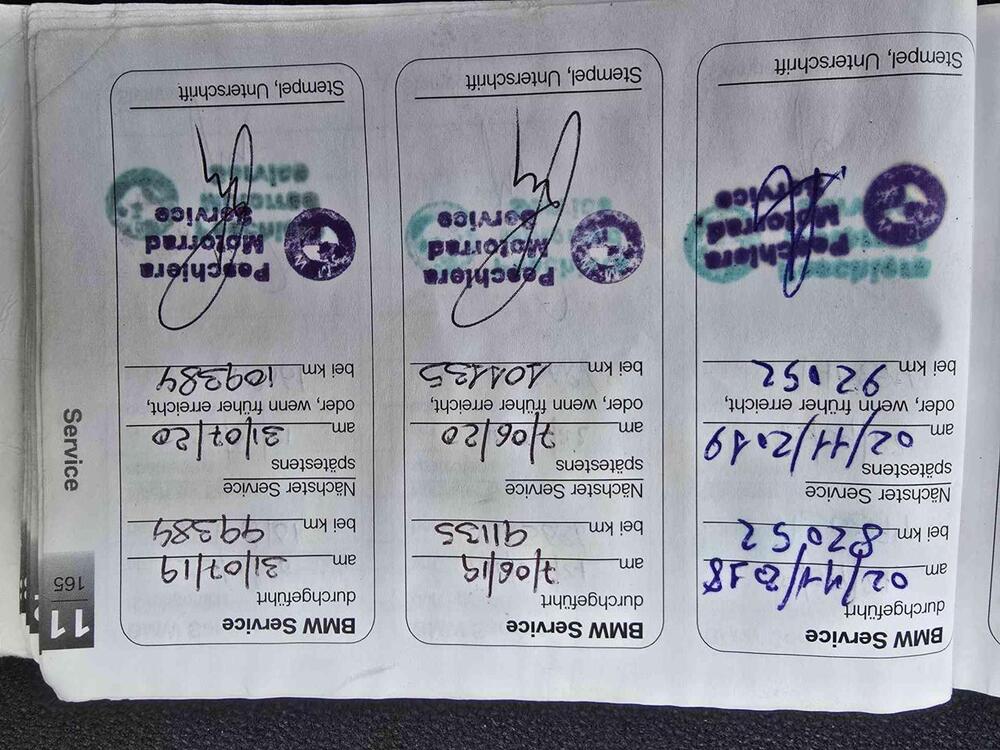 BMW Service
durchgeführt
am 02/11/2018
bei km 82052
Nächster Service
spätestens
am 02/11/2019
oder, wenn früher erreicht,
bei km 92052
Peschiera
Motorrad
Service
Stempel, Unterschrift
BMW Service
durchgeführt
am 7/06/19
bei km 91135
Nächster Service
spätestens
am 7/06/20
oder, wenn früher erreicht,
bei km 101135
Peschiera
Motorrad
Service
Stempel, Unterschrift
BMW Service
durchgeführt
am 31/07/19
bei km 99384
Nächster Service
spätestens
am 31/07/20
oder, wenn früher erreicht,
bei km 109384
Peschiera
Motorrad
Service
Stempel, Unterschrift
11
165
Service